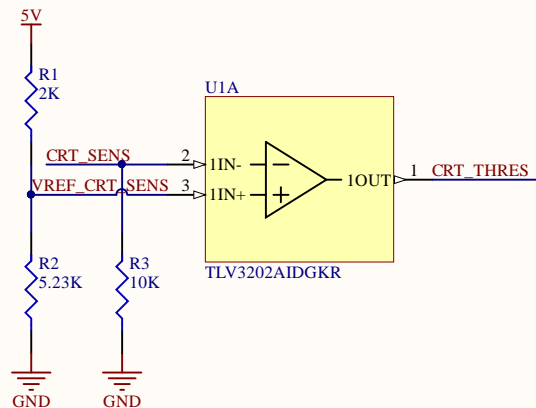 5V
R1
2K
U1A
CRT_SENS
2
1IN-
VREF_CRT_SENS
3
1IN+
1OUT
1
CRT_THRES
R2
5.23K
R3
10K
TLV3202AIDGKR
GND
GND